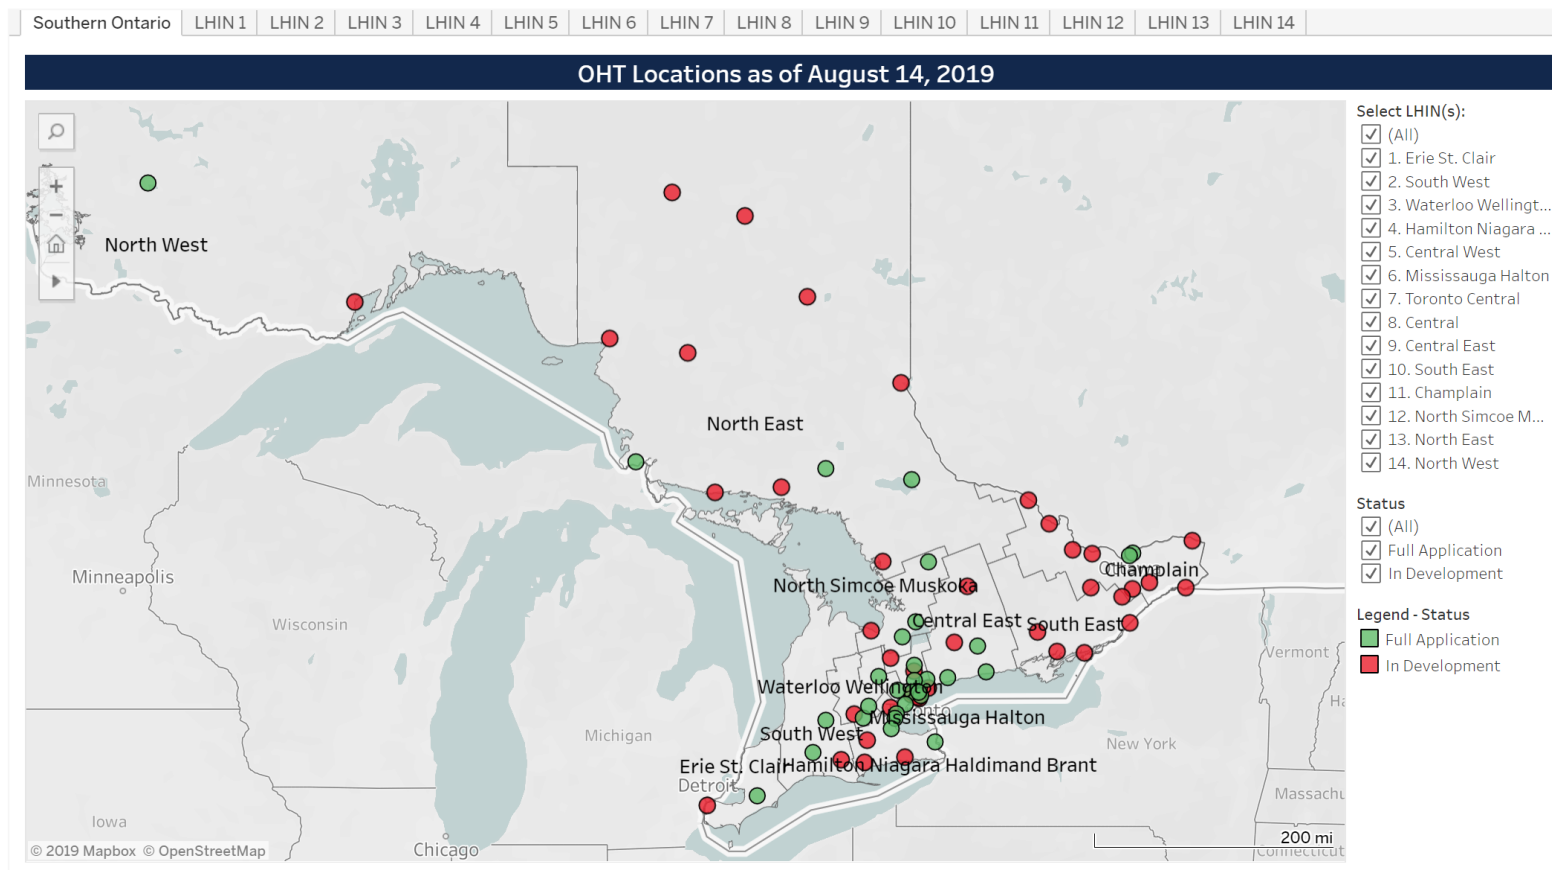 Southern Ontario LHIN 1 LHIN 2 LHIN 3 LHIN 4 LHIN 5 LHIN 6 LHIN 7 LHIN 8 LHIN 9 LHIN 10 LHIN 11 LHIN 12 LHIN 13 LHIN 14
OHT Locations as of August 14, 2019
North West
North East
Minnesota
Minneapolis
Wisconsin
North Simcoe Muskoka
Champlain
Central East
South East
Vermont
Waterloo Wellington
Mississauga Halton
South West
Michigan
New York
Erie St. Clair
Hamilton Niagara Haldimand Brant
Detroit
Massachu
Iowa
Chicago
200 mi
Connecticut
© 2019 Mapbox © OpenStreetMap
Select LHIN(s):
(All)
1. Erie St. Clair
2. South West
3. Waterloo Wellingt...
4. Hamilton Niagara ...
5. Central West
6. Mississauga Halton
7. Toronto Central
8. Central
9. Central East
10. South East
11. Champlain
12. North Simcoe M...
13. North East
14. North West
Status
(All)
Full Application
In Development
Legend - Status
Full Application
In Development